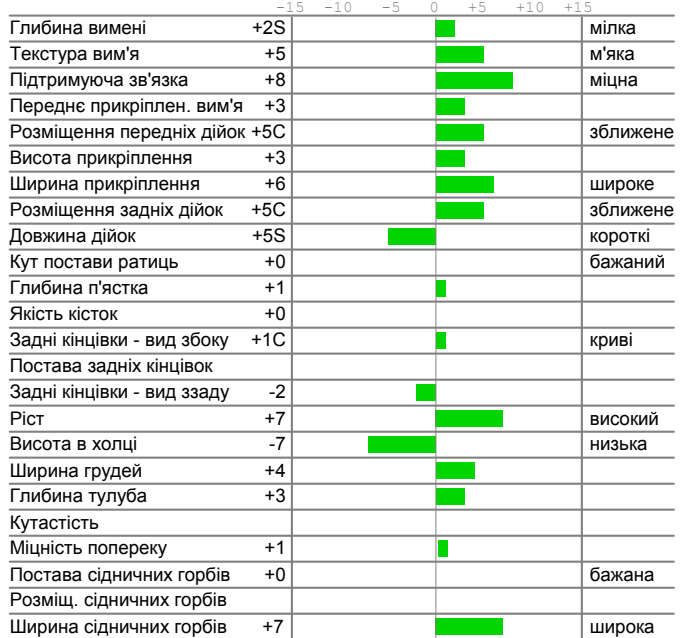 -15 -10 -5 0 +5 +10 +15
Глибина вимені +2S мілка
Текстура вим'я +5 м'яка
Підтримуюча зв'язка +8 міцна
Переднє прикріплен. вим'я +3
Розміщення передніх дійок +5C зближене
Висота прикріплення +3
Ширина прикріплення +6 широке
Розміщення задніх дійок +5C зближене
Довжина дійок +5S короткі
Кут постави ратиць +0 бажаний
Глибина п'ястка +1
Якість кісток +0
Задні кінцівки - вид збоку +1C криві
Постава задніх кінцівок
Задні кінцівки - вид ззаду -2
Ріст +7 високий
Висота в холці -7 низька
Ширина грудей +4
Глибина тулуба +3
Кутастість
Міцність попереку +1
Постава сідничних горбів +0 бажана
Розміщ. сідничних горбів
Ширина сідничних горбів +7 широка